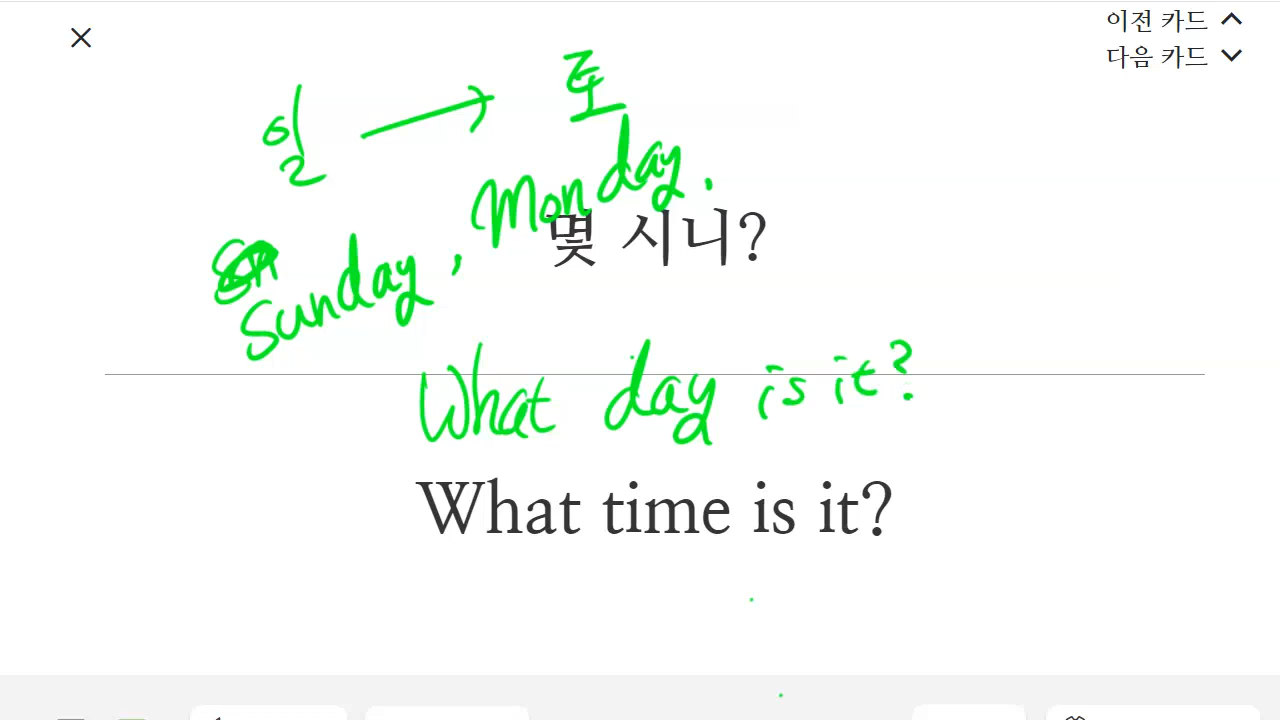 이전 카드
다음 카드
일 → 토
Sunday, Monday.
몇 시니?
What day is it?
What time is it?